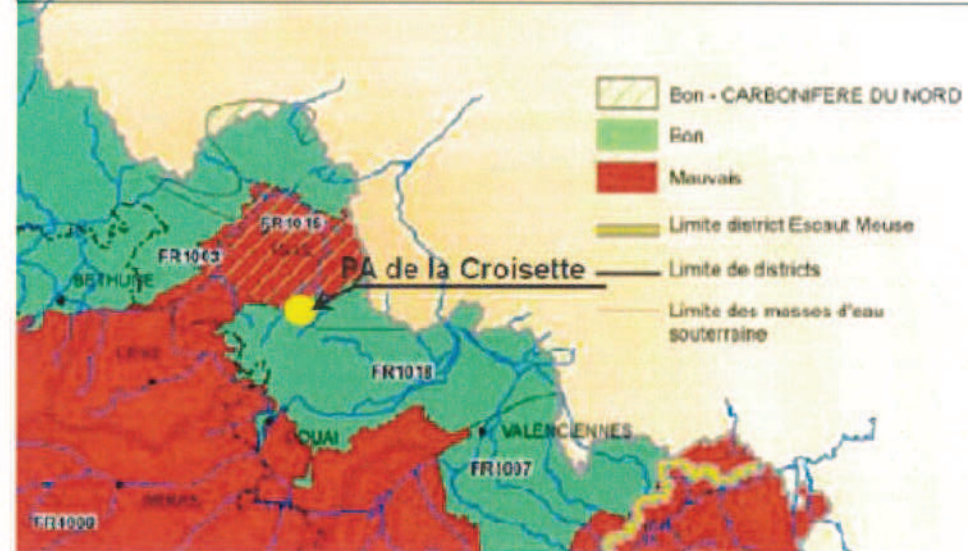 Bon - CARBONIFERE DU NORD
Bon
Mauvais
Limite district Escaut Meuse
Limite de districts
Limite des masses d'eau
souterraine
FR1015
FR1003
BETHUNE
PA de la Croisette
FR1018
DOUAI
VALENCIENNES
FR1007